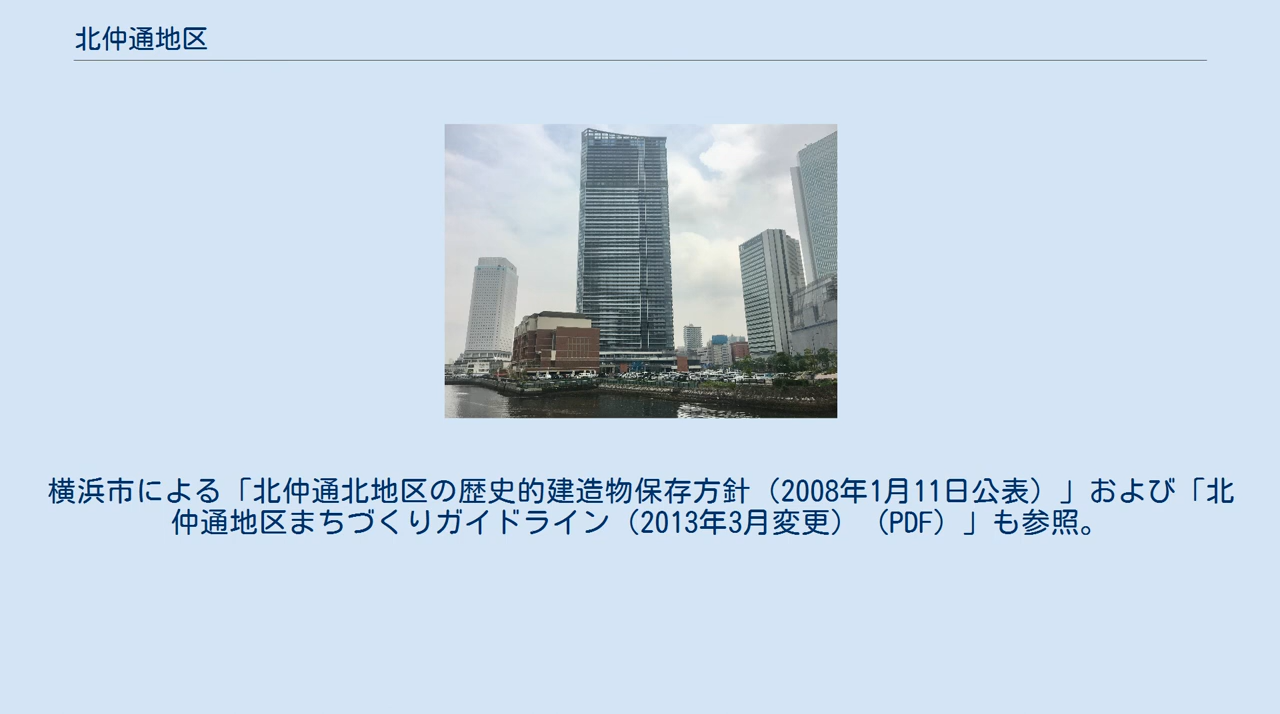 北仲通地区
横浜市による「北仲通北地区の歴史的建造物保存方針（2008年1月11日公表）」および「北
仲通地区まちづくりガイドライン（2013年3月変更）（PDF）」も参照。